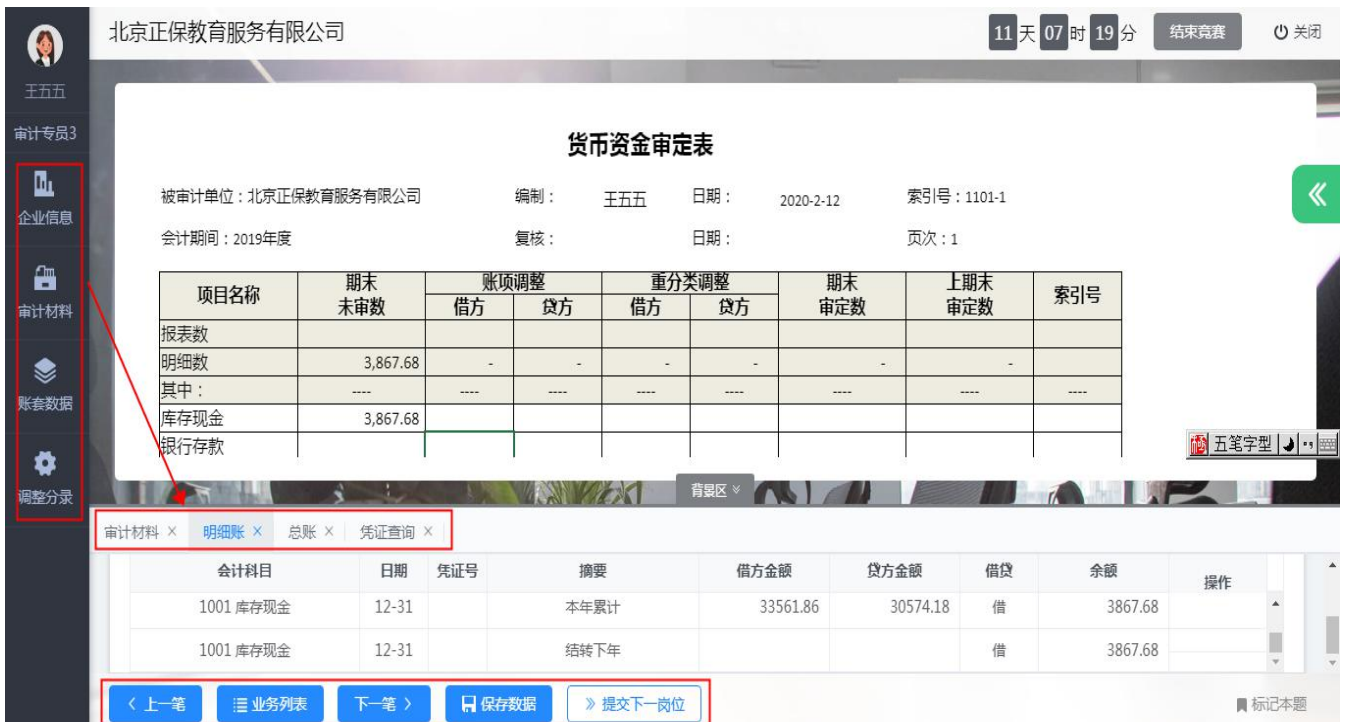 北京正保教育服务有限公司 11 天 07 时 19 分 结束竞赛 关闭
王五五
审计专员3
企业信息
审计材料
账套数据
调整分录
货币资金审定表
被审计单位：北京正保教育服务有限公司 编制： 王五五 日期： 2020-2-12 索引号：1101-1
会计期间：2019年度 复核： 日期： 页次：1
项目名称 期末未审数 账项调整 重分类调整 期末审定数 上期末审定数 索引号
借方 贷方 借方 贷方
报表数
明细数 3,867.68 - - - - - -
其中： ---- ---- ---- ---- ---- ---- ---- ----
库存现金 3,867.68
银行存款
五笔字型
背景区
审计材料 × 明细账 × 总账 × 凭证查询 ×
会计科目 日期 凭证号 摘要 借方金额 贷方金额 借贷 余额 操作
1001 库存现金 12-31 本年累计 33561.86 30574.18 借 3867.68
1001 库存现金 12-31 结转下年 借 3867.68
上一笔 业务列表 下一笔 保存数据 提交下一岗位 标记本题